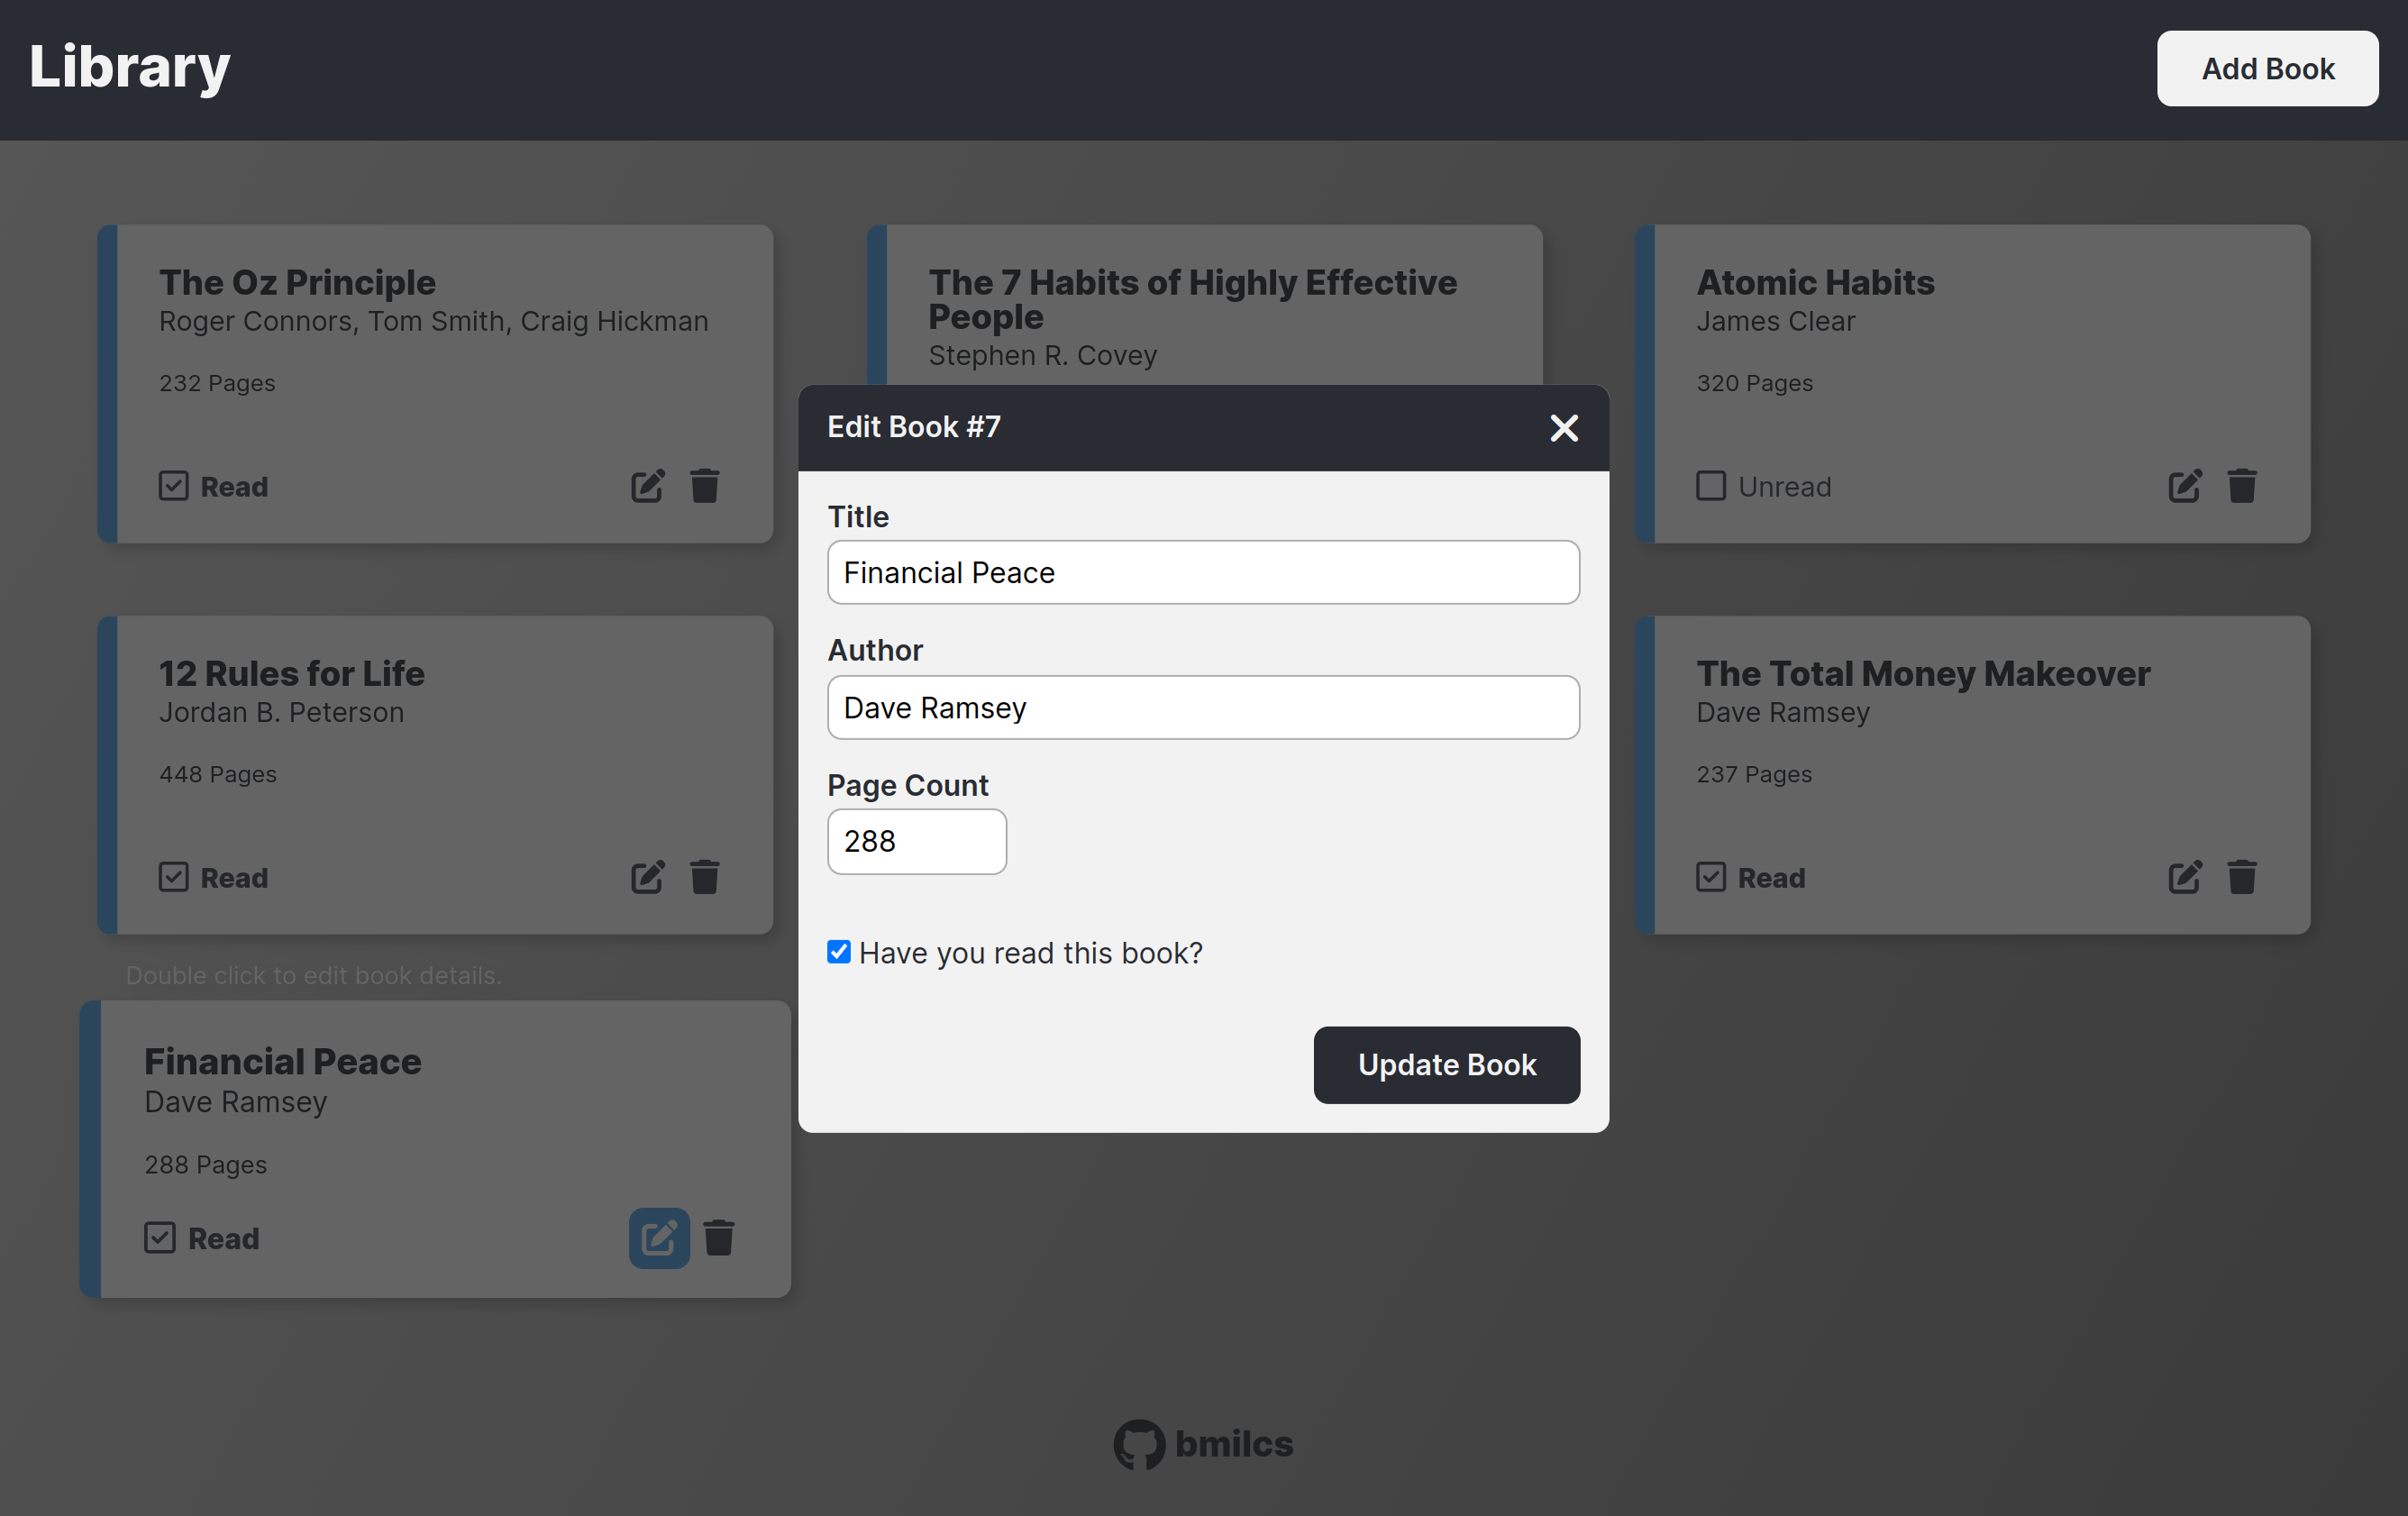 Library
Add Book
The Oz Principle
Roger Connors, Tom Smith, Craig Hickman
232 Pages
Read
The 7 Habits of Highly Effective
People
Stephen R. Covey
Atomic Habits
James Clear
320 Pages
Unread
Edit Book #7
Title
Financial Peace
Author
Dave Ramsey
Page Count
288
Have you read this book?
Update Book
12 Rules for Life
Jordan B. Peterson
448 Pages
Read
The Total Money Makeover
Dave Ramsey
237 Pages
Read
Double click to edit book details.
Financial Peace
Dave Ramsey
288 Pages
Read
bmilcs